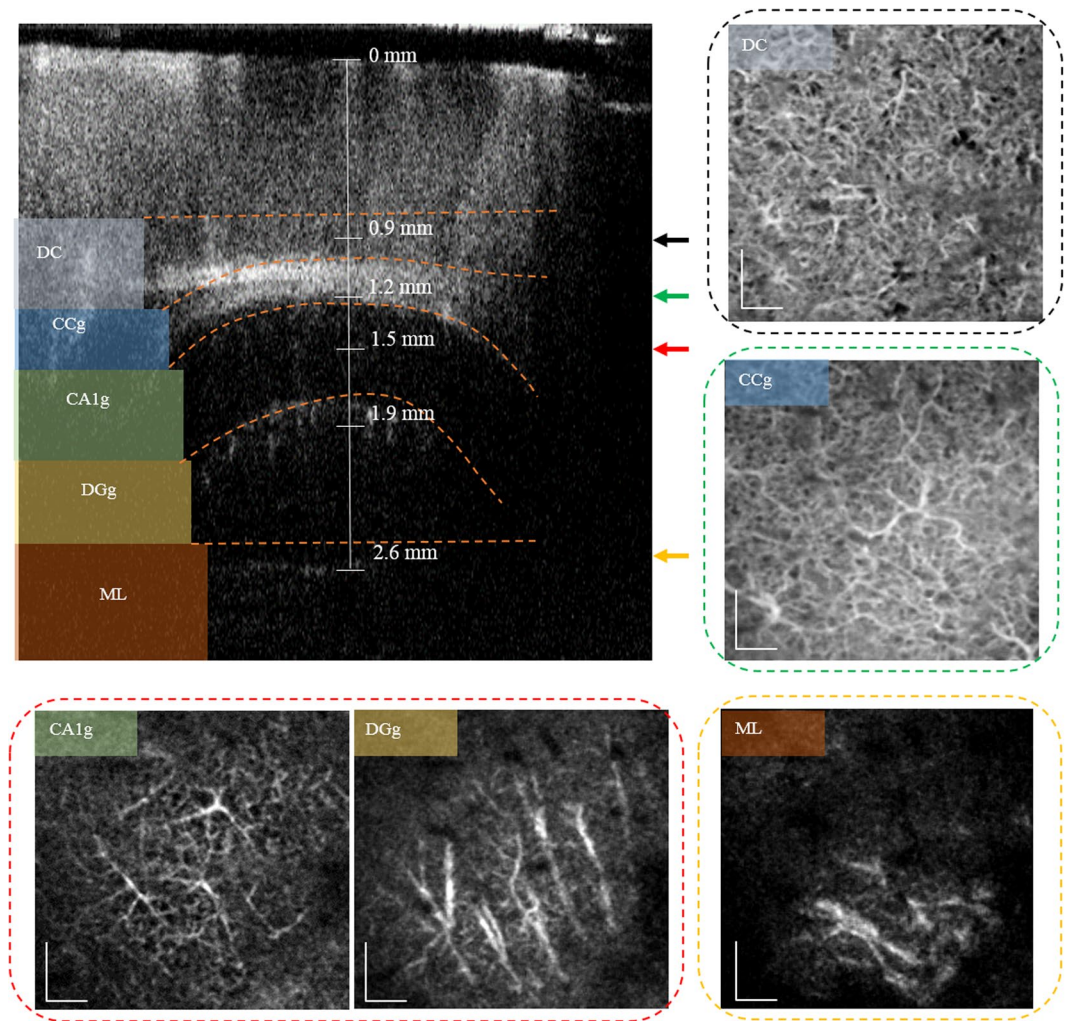 0 mm
0.9 mm
1.2 mm
1.5 mm
1.9 mm
2.6 mm
DC
CCg
CA1g
DGg
ML
DC
CCg
CA1g
DGg
ML